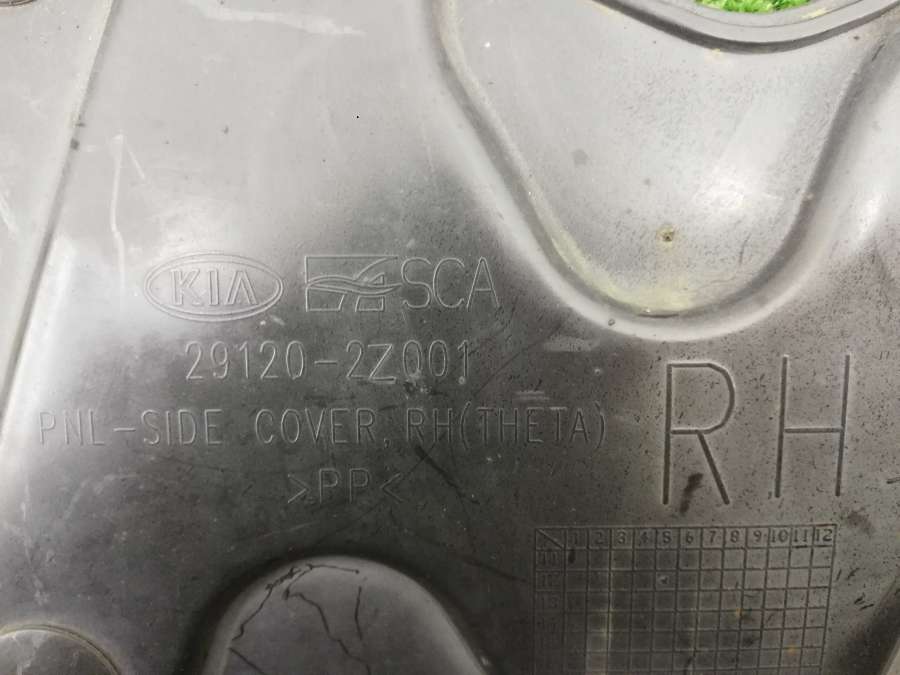 KIA SCA
29120-2Z001
PNL-SIDE COVER, RH(THETA)
>PP<
RH
1 2 3 4 5 6 7 8 9 10 11 12